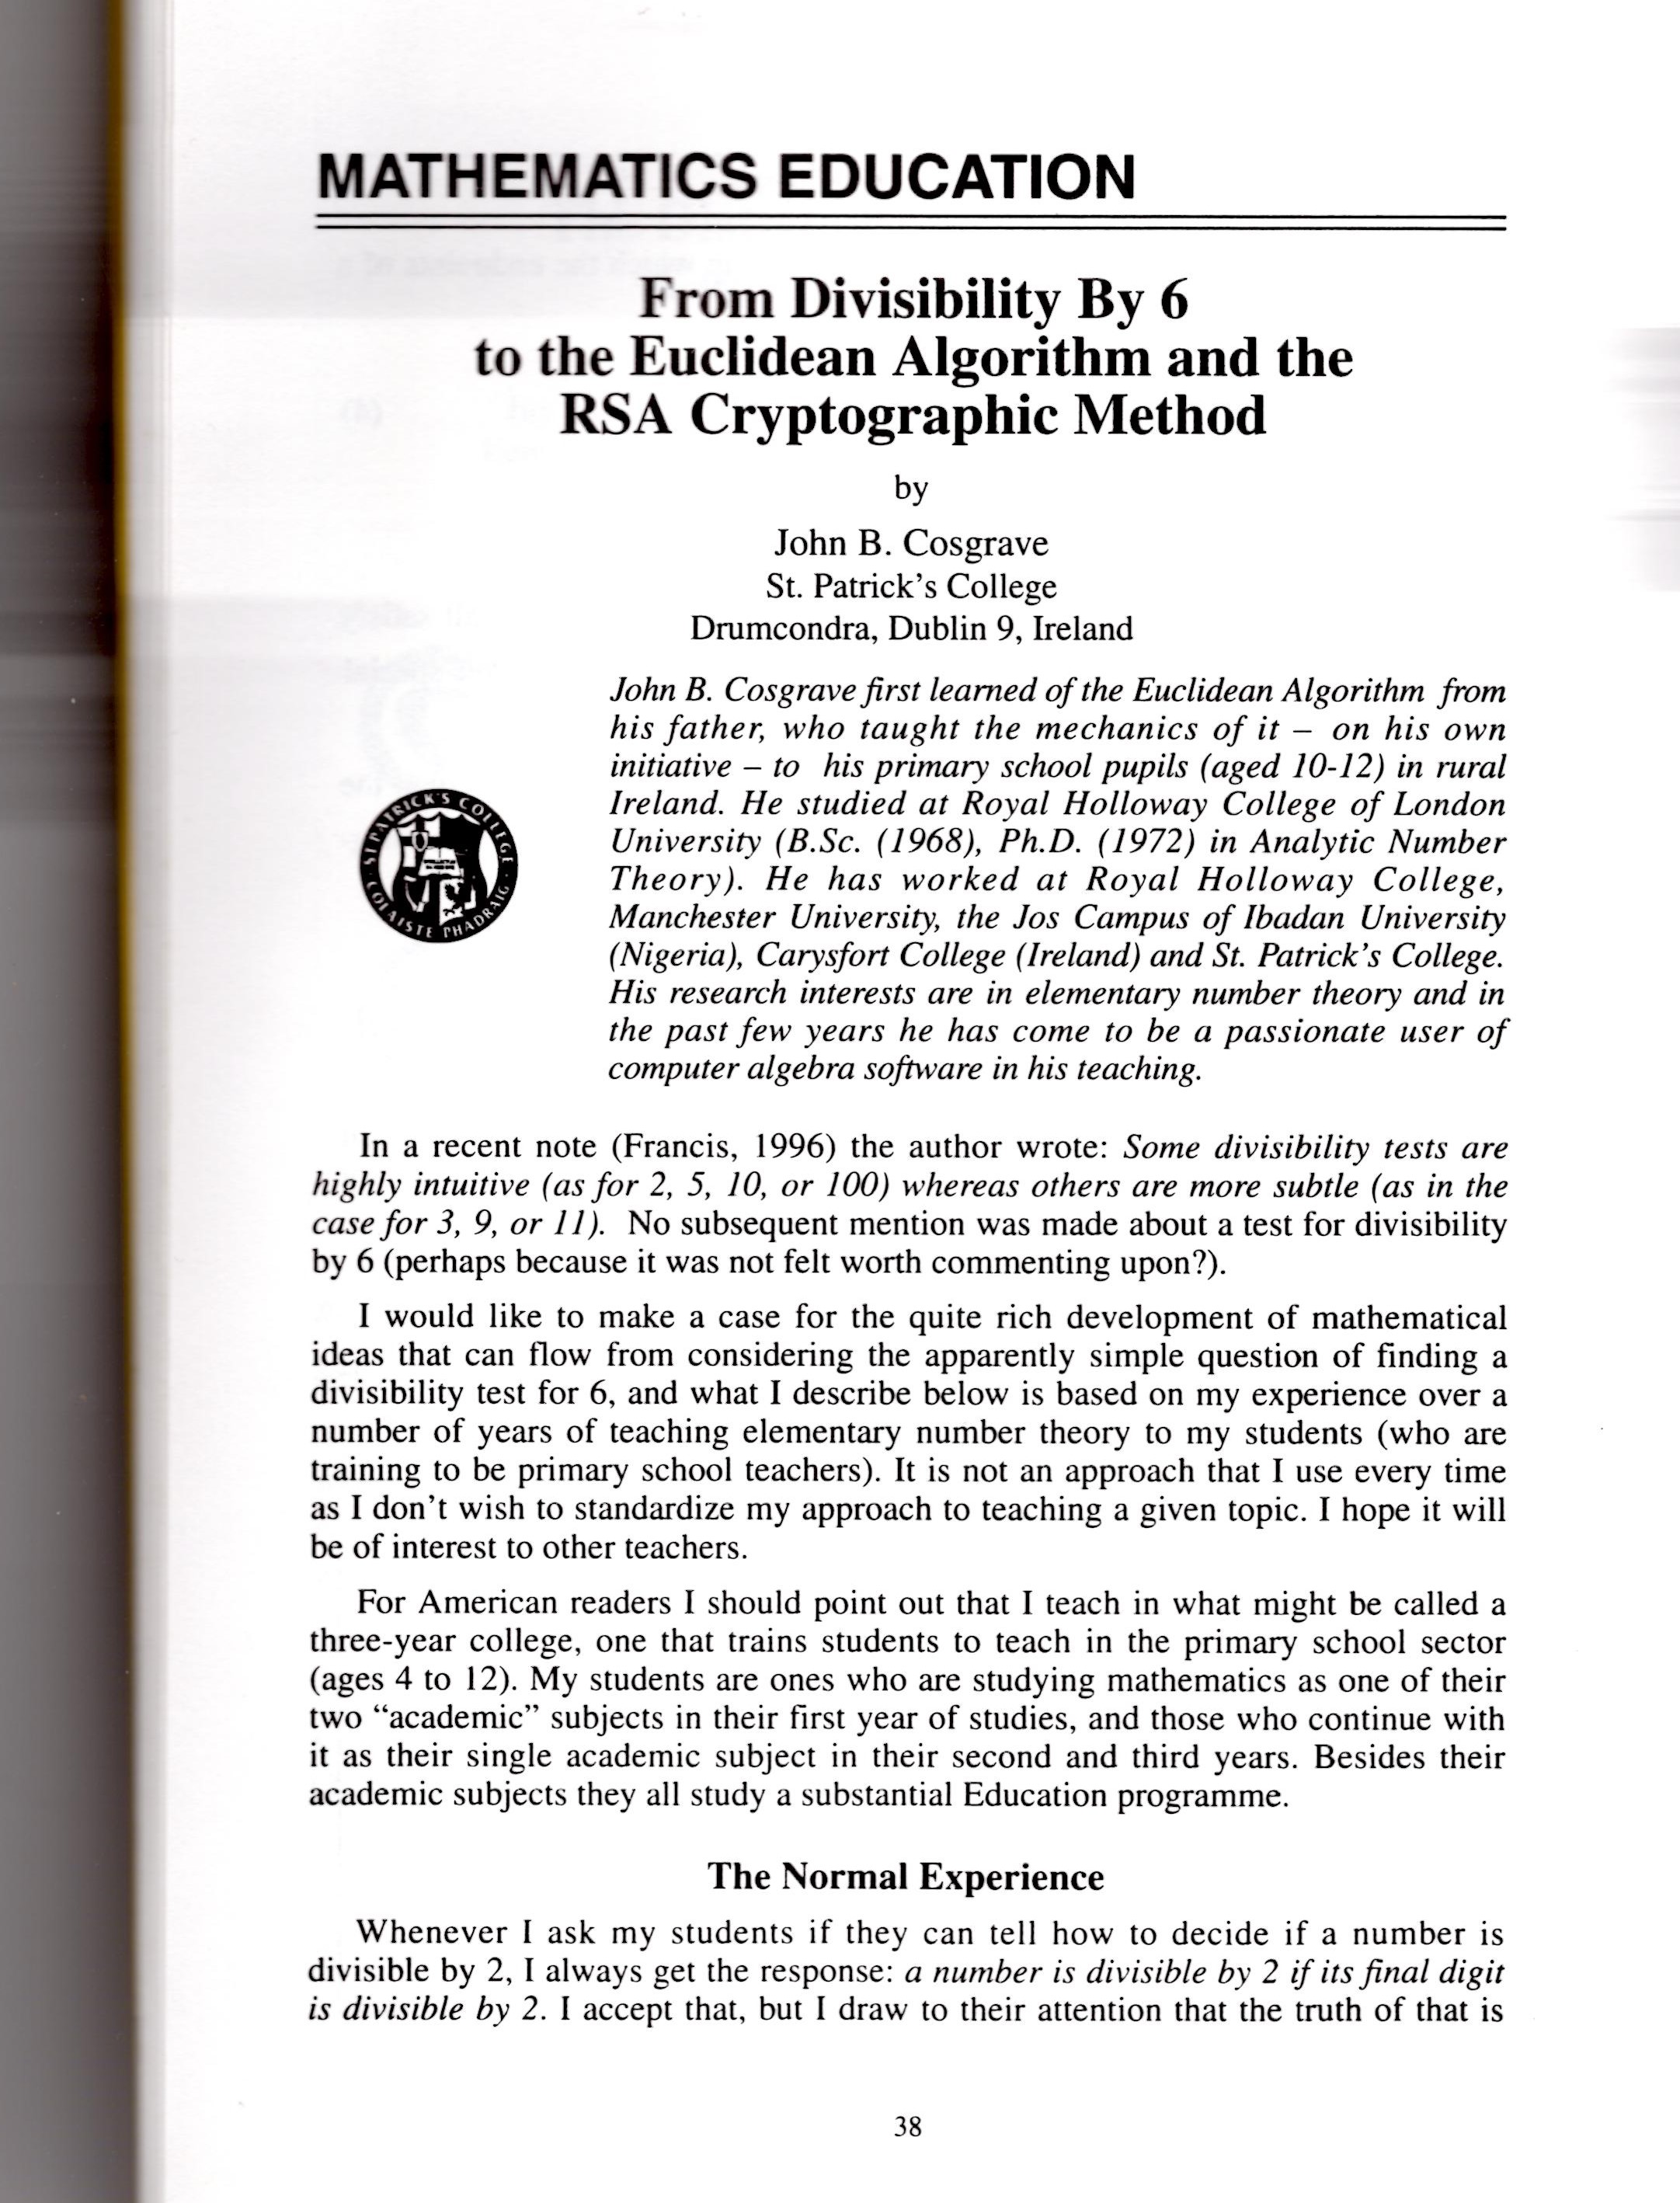 MATHEMATICS EDUCATION
From Divisibility By 6
to the Euclidean Algorithm and the
RSA Cryptographic Method
by
John B. Cosgrave
St. Patrick's College
Drumcondra, Dublin 9, Ireland
John B. Cosgrave first learned of the Euclidean Algorithm from
his father, who taught the mechanics of it – on his own
initiative – to his primary school pupils (aged 10-12) in rural
Ireland. He studied at Royal Holloway College of London
University (B.Sc. (1968), Ph.D. (1972) in Analytic Number
Theory). He has worked at Royal Holloway College,
Manchester University, the Jos Campus of Ibadan University
(Nigeria), Carysfort College (Ireland) and St. Patrick's College.
His research interests are in elementary number theory and in
the past few years he has come to be a passionate user of
computer algebra software in his teaching.
ST PATRICK'S COLLEGE
COLAISTE PHADRAIG
In a recent note (Francis, 1996) the author wrote: Some divisibility tests are
highly intuitive (as for 2, 5, 10, or 100) whereas others are more subtle (as in the
case for 3, 9, or 11). No subsequent mention was made about a test for divisibility
by 6 (perhaps because it was not felt worth commenting upon?).
I would like to make a case for the quite rich development of mathematical
ideas that can flow from considering the apparently simple question of finding a
divisibility test for 6, and what I describe below is based on my experience over a
number of years of teaching elementary number theory to my students (who are
training to be primary school teachers). It is not an approach that I use every time
as I don't wish to standardize my approach to teaching a given topic. I hope it will
be of interest to other teachers.
For American readers I should point out that I teach in what might be called a
three-year college, one that trains students to teach in the primary school sector
(ages 4 to 12). My students are ones who are studying mathematics as one of their
two “academic” subjects in their first year of studies, and those who continue with
it as their single academic subject in their second and third years. Besides their
academic subjects they all study a substantial Education programme.
The Normal Experience
Whenever I ask my students if they can tell how to decide if a number is
divisible by 2, I always get the response: a number is divisible by 2 if its final digit
is divisible by 2. I accept that, but I draw to their attention that the truth of that is
38